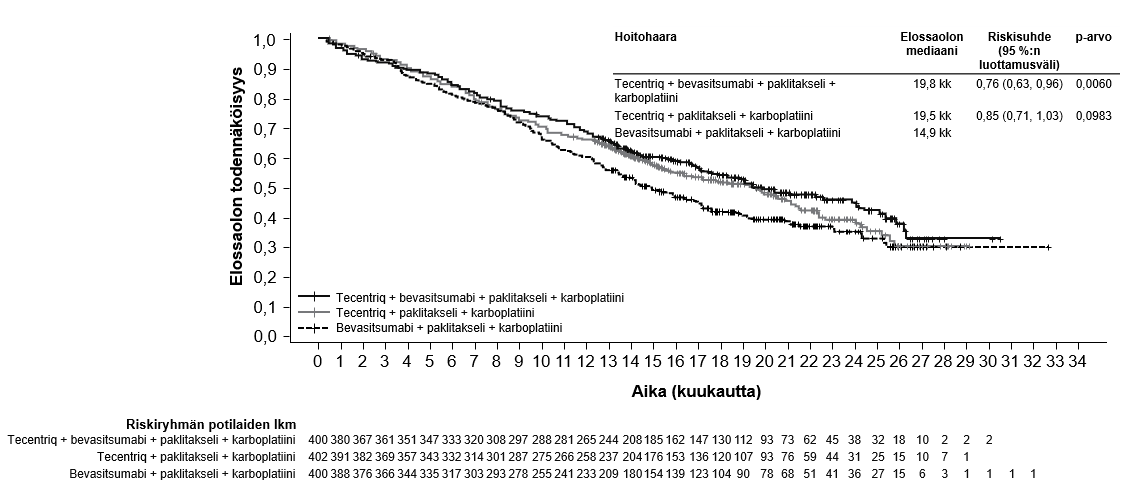 Hoitohaara Elossaolon mediaani Riskisuhde (95 %:n luottamusväli) p-arvo
Tecentriq + bevasitsumabi + paklitakseli + karboplatiini 19,8 kk 0,76 (0,63, 0,96) 0,0060
Tecentriq + paklitakseli + karboplatiini 19,5 kk 0,85 (0,71, 1,03) 0,0983
Bevasitsumabi + paklitakseli + karboplatiini 14,9 kk
Elossaolon todennäköisyys
1,0
0,9
0,8
0,7
0,6
0,5
0,4
0,3
0,2
0,1
0,0
Tecentriq + bevasitsumabi + paklitakseli + karboplatiini
Tecentriq + paklitakseli + karboplatiini
Bevasitsumabi + paklitakseli + karboplatiini
0 1 2 3 4 5 6 7 8 9 10 11 12 13 14 15 16 17 18 19 20 21 22 23 24 25 26 27 28 29 30 31 32 33 34
Aika (kuukautta)
Riskiryhmän potilaiden lkm
Tecentriq + bevasitsumabi + paklitakseli + karboplatiini 400 380 367 361 351 347 333 320 308 297 288 281 265 244 208 185 162 147 130 112 93 73 62 45 38 32 18 10 2 2 2
Tecentriq + paklitakseli + karboplatiini 402 391 382 369 357 343 332 314 301 287 275 266 258 237 204 176 153 136 120 107 93 76 59 44 31 25 15 10 7 1
Bevasitsumabi + paklitakseli + karboplatiini 400 388 376 366 344 335 317 303 293 278 255 241 233 209 180 154 139 123 104 90 78 68 51 41 36 27 15 6 3 1 1 1 1